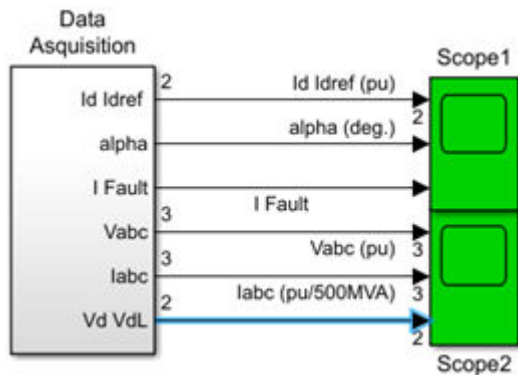 Data
Asquisition
Scope1
Id Idref
2
Id Idref (pu)
2
alpha
alpha (deg.)
I Fault
I Fault
Vabc
3
Vabc (pu)
3
Iabc
3
Iabc (pu/500MVA)
3
Vd VdL
2
2
Scope2